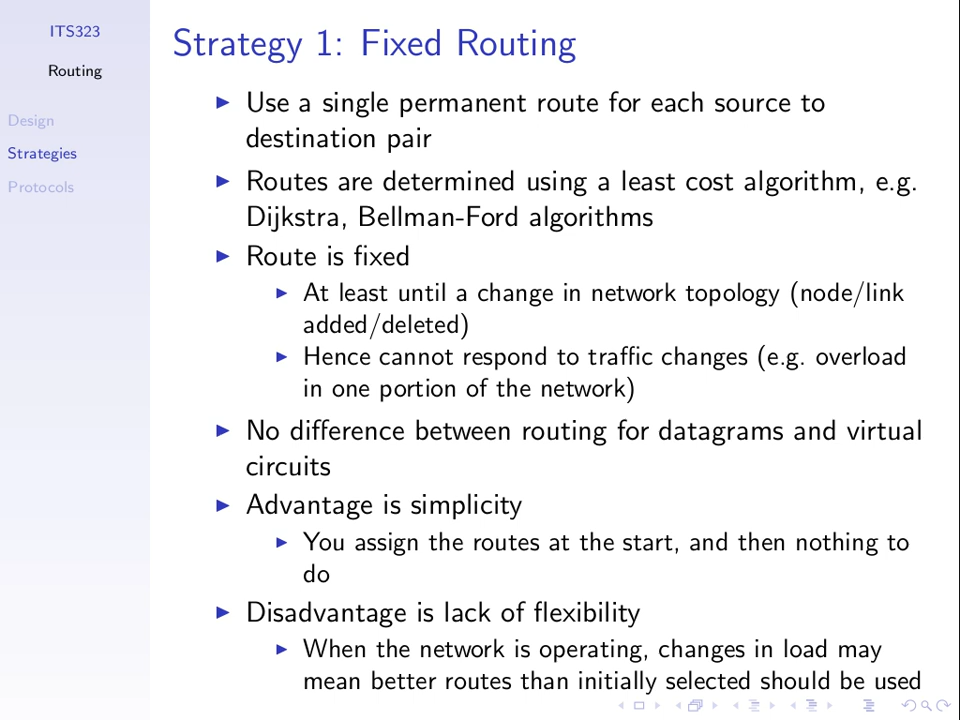 ITS323
Routing
Design
Strategies
Protocols
Strategy 1: Fixed Routing
Use a single permanent route for each source to
destination pair
Routes are determined using a least cost algorithm, e.g.
Dijkstra, Bellman-Ford algorithms
Route is fixed
At least until a change in network topology (node/link
added/deleted)
Hence cannot respond to traffic changes (e.g. overload
in one portion of the network)
No difference between routing for datagrams and virtual
circuits
Advantage is simplicity
You assign the routes at the start, and then nothing to
do
Disadvantage is lack of flexibility
When the network is operating, changes in load may
mean better routes than initially selected should be used